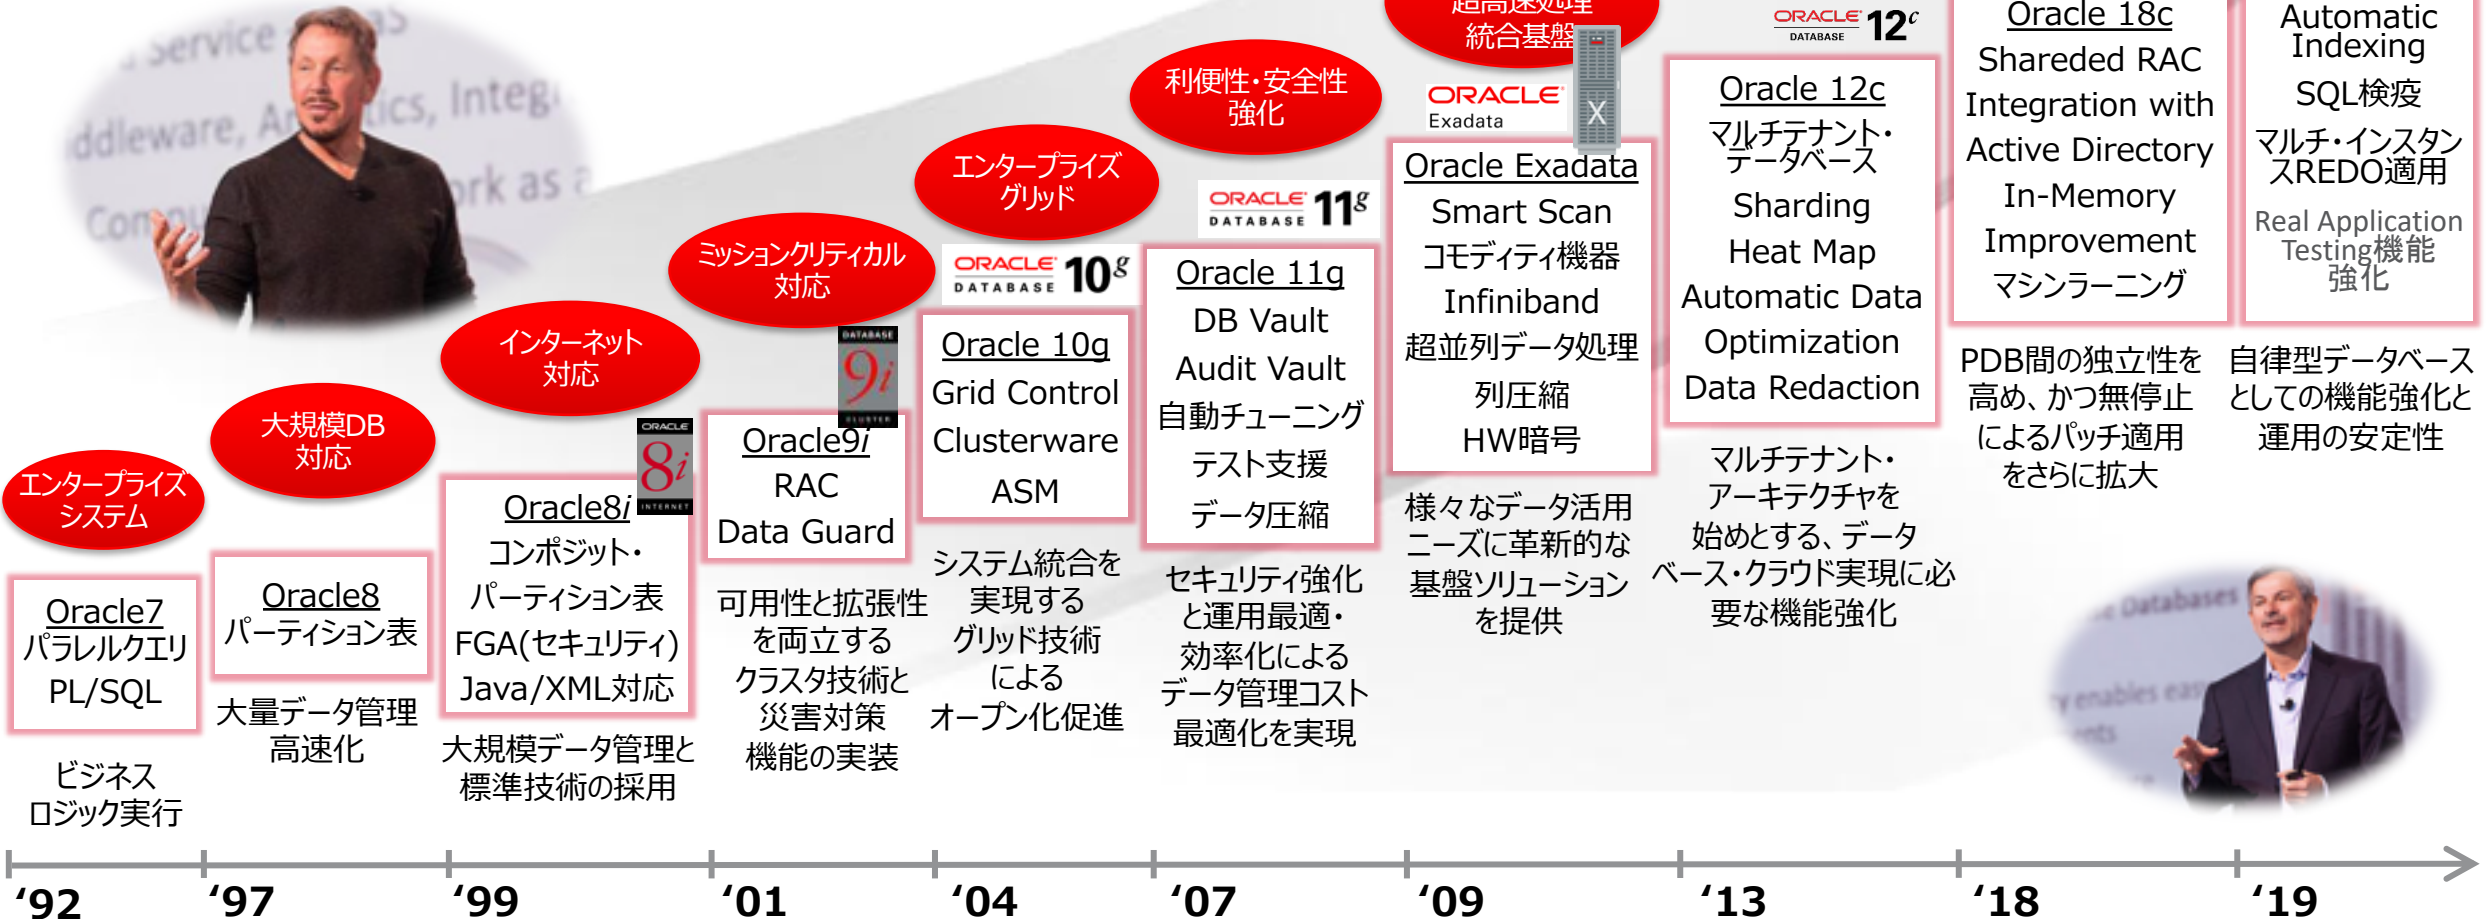 エンタープライズ
システム
Oracle7
パラレルクエリ
PL/SQL
ビジネス
ロジック実行
大規模DB
対応
Oracle8
パーティション表
大量データ管理
高速化
インターネット
対応
ORACLE
8i
INTERNET
Oracle8i
コンポジット・
パーティション表
FGA(セキュリティ)
Java/XML対応
大規模データ管理と
標準技術の採用
ミッションクリティカル
対応
DATABASE
9i
CLUSTER
Oracle9i
RAC
Data Guard
可用性と拡張性
を両立する
クラスタ技術と
災害対策
機能の実装
エンタープライズ
グリッド
ORACLE
DATABASE 10g
Oracle 10g
Grid Control
Clusterware
ASM
システム統合を
実現する
グリッド技術
による
オープン化促進
利便性・安全性
強化
ORACLE
DATABASE 11g
Oracle 11g
DB Vault
Audit Vault
自動チューニング
テスト支援
データ圧縮
セキュリティ強化
と運用最適・
効率化による
データ管理コスト
最適化を実現
超高速処理
統合基盤
ORACLE
Exadata
X
Oracle Exadata
Smart Scan
コモディティ機器
Infiniband
超並列データ処理
列圧縮
HW暗号
様々なデータ活用
ニーズに革新的な
基盤ソリューション
を提供
ORACLE
DATABASE 12c
Oracle 12c
マルチテナント・
データベース
Sharding
Heat Map
Automatic Data
Optimization
Data Redaction
マルチテナント・
アーキテクチャを
始めとする、データ
ベース・クラウド実現に必
要な機能強化
Oracle 18c
Shareded RAC
Integration with
Active Directory
In-Memory
Improvement
マシンラーニング
PDB間の独立性を
高め、かつ無停止
によるパッチ適用
をさらに拡大
Automatic
Indexing
SQL検疫
マルチ・インスタン
スREDO適用
Real Application
Testing機能
強化
自律型データベース
としての機能強化と
運用の安定性
Service
ddleware,
Integ
ork as a
Databases
y enables eas
‘92
‘97
‘99
‘01
‘04
‘07
‘09
‘13
‘18
‘19